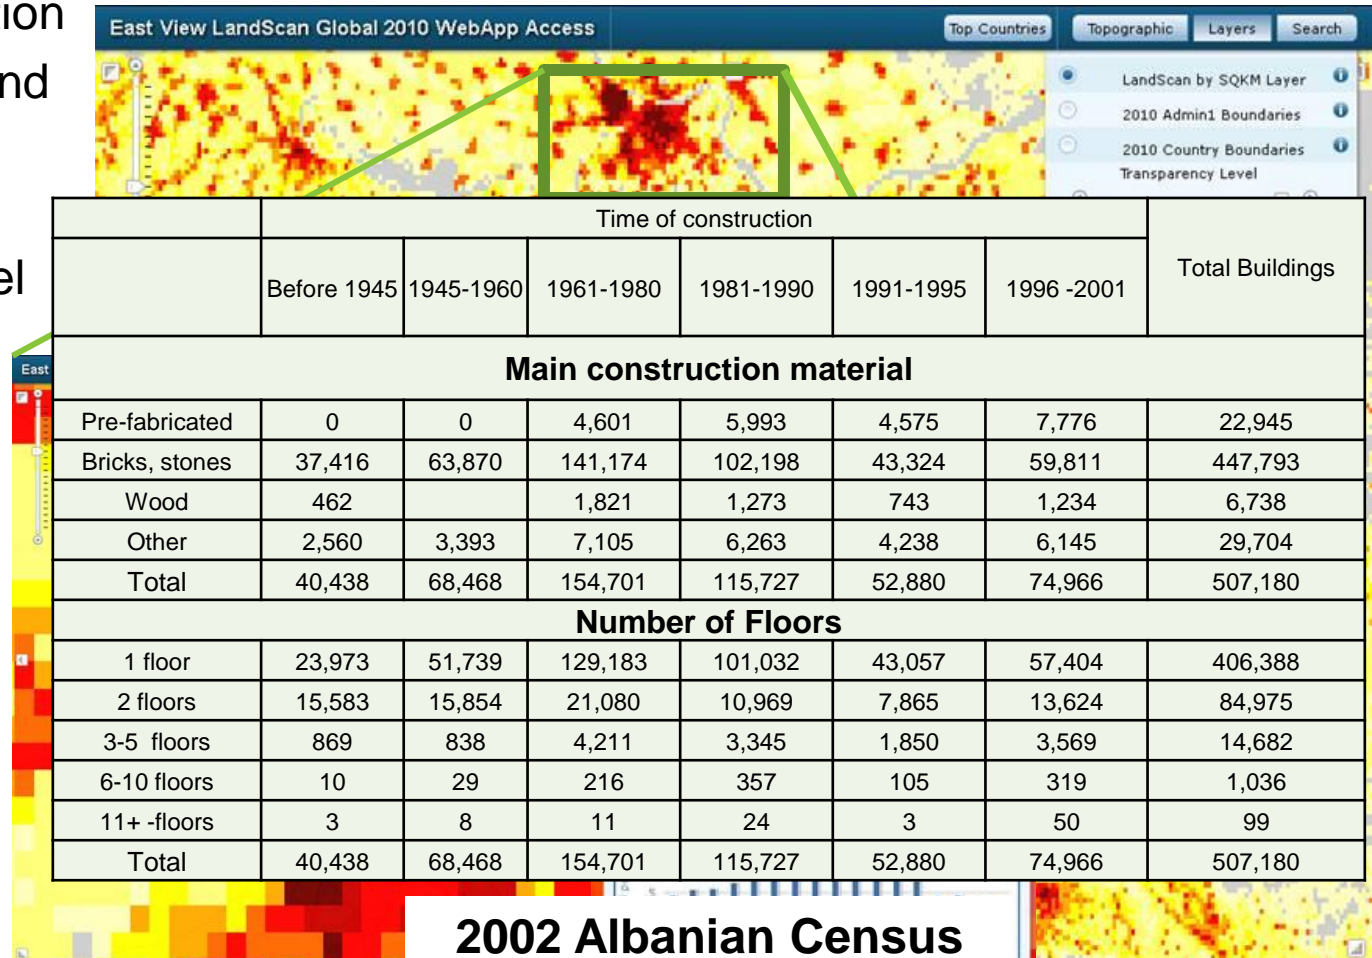 tion
nd
el
East View LandScan Global 2010 WebApp Access
Top Countries
Topographic Layers Search
LandScan by SQKM Layer
2010 Admin1 Boundaries
2010 Country Boundaries
Transparency Level
East
Time of construction
Total Buildings
Before 1945 1945-1960 1961-1980 1981-1990 1991-1995 1996 -2001
Main construction material
Pre-fabricated 0 0 4,601 5,993 4,575 7,776 22,945
Bricks, stones 37,416 63,870 141,174 102,198 43,324 59,811 447,793
Wood 462 1,821 1,273 743 1,234 6,738
Other 2,560 3,393 7,105 6,263 4,238 6,145 29,704
Total 40,438 68,468 154,701 115,727 52,880 74,966 507,180
Number of Floors
1 floor 23,973 51,739 129,183 101,032 43,057 57,404 406,388
2 floors 15,583 15,854 21,080 10,969 7,865 13,624 84,975
3-5 floors 869 838 4,211 3,345 1,850 3,569 14,682
6-10 floors 10 29 216 357 105 319 1,036
11+ -floors 3 8 11 24 3 50 99
Total 40,438 68,468 154,701 115,727 52,880 74,966 507,180
2002 Albanian Census